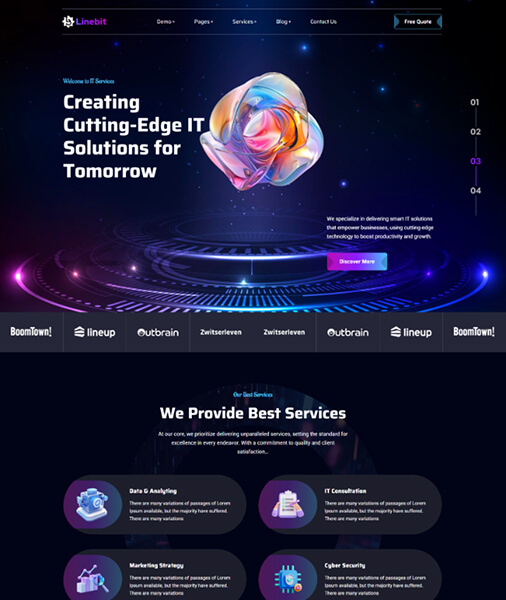 Linebit
Demo
Pages
Services
Blog
Contact Us
Free Quote
Welcome to IT Services
Creating
Cutting-Edge IT
Solutions for
Tomorrow
01
02
03
04
We specialize in delivering smart IT solutions
that empower businesses, using cutting-edge
technology to boost productivity and growth.
Discover More
BoomTown!
lineup
Outbrain
Zwitserleven
Zwitserleven
Outbrain
lineup
BoomTown!
Our Best Services
We Provide Best Services
At our core, we prioritize delivering unparaleled services, setting the standard for
excellence in every endeavor. With a commitment to quality and client
satisfaction,.
Data & Analyting
There are many variations of passages of Lorem
Ipsum available, but the majority have suffered.
There are many variations
IT Consultation
There are many variations of passages of Lorem
Ipsum available, but the majority have suffered.
There are many variations
Marketing Strategy
There are many variations of passages of Lorem
Ipsum available, but the majority have suffered.
There are many variations
Cyber Security
There are many variations of passages of Lorem
Ipsum available, but the majority have suffered.
There are many variations